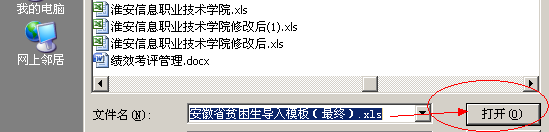 我的电脑
网上邻居
淮安信息职业技术学院.xls
淮安信息职业技术学院修改后(1).xls
淮安信息职业技术学院修改后.xls
绩效考评管理.docx
文件名(N):
安徽省贫困生导入模板(最终).xls
打开(O)